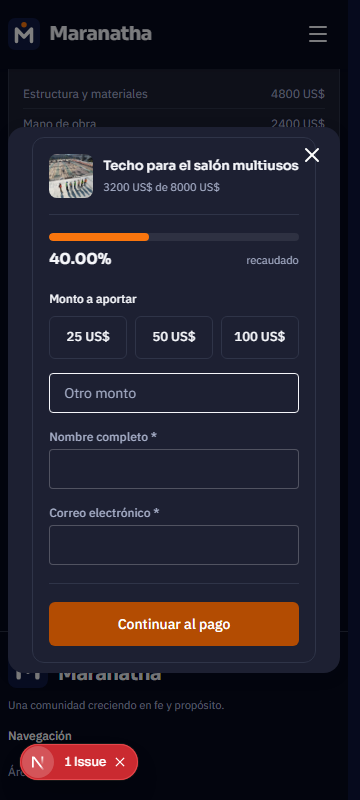 Maranatha
Estructura y materiales 4800 US$
Mano de obra 2400 US$
Techo para el salón multiusos
3200 US$ de 8000 US$
40.00% recaudado
Monto a aportar
25 US$ 50 US$ 100 US$
Otro monto
Nombre completo *
Correo electrónico *
Continuar al pago
Maranatha
Una comunidad creciendo en fe y propósito.
Navegación
N 1 Issue